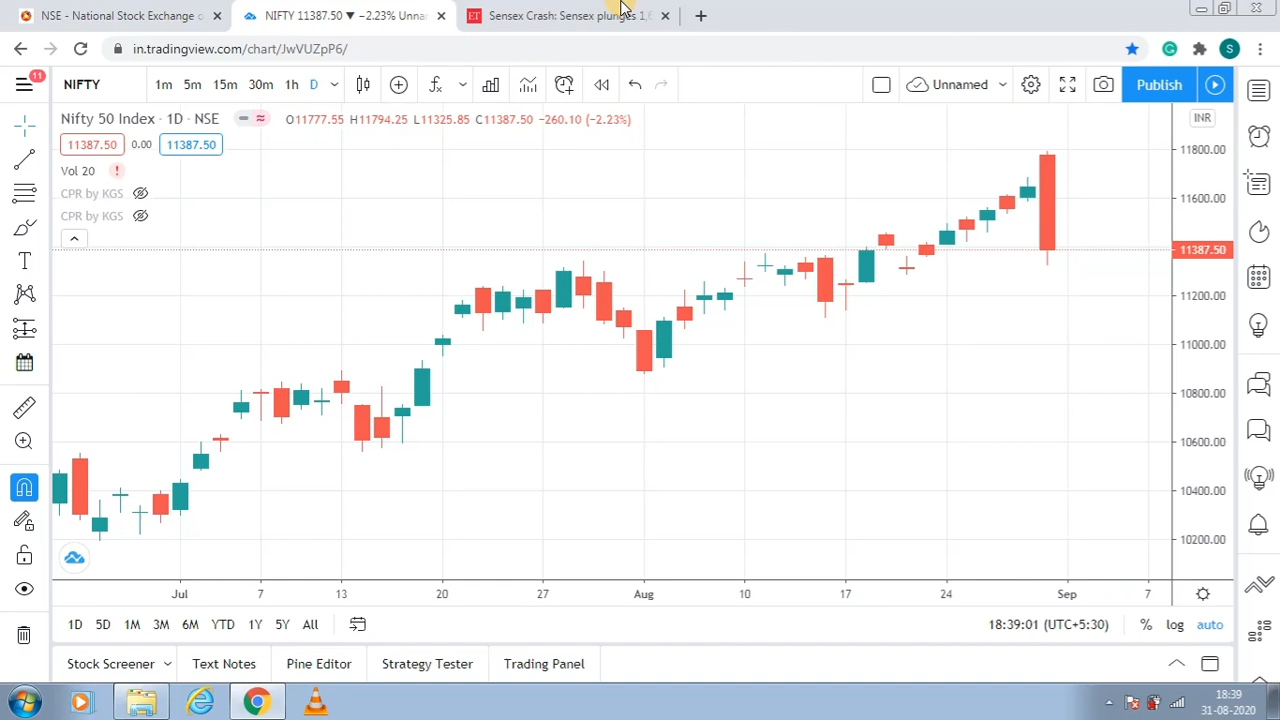 NSE - National Stock Exchange
NIFTY 11387.50 ▼ −2.23% Unna
ET Sensex Crash: Sensex plunges 1,6
in.tradingview.com/chart/JwVUZpP6/
S
11
NIFTY
1m 5m 15m 30m 1h D
Unnamed
Publish
Nifty 50 Index · 1D · NSE
O11777.55 H11794.25 L11325.85 C11387.50 −260.10 (−2.23%)
INR
11387.50 0.00 11387.50
Vol 20 !
CPR by KGS
CPR by KGS
11800.00
11600.00
11387.50
11200.00
11000.00
10800.00
10600.00
10400.00
10200.00
Jul 7 13 20 27 Aug 10 17 24 Sep 7
1D 5D 1M 3M 6M YTD 1Y 5Y All
18:39:01 (UTC+5:30) % log auto
Stock Screener Text Notes Pine Editor Strategy Tester Trading Panel
18:39
31-08-2020